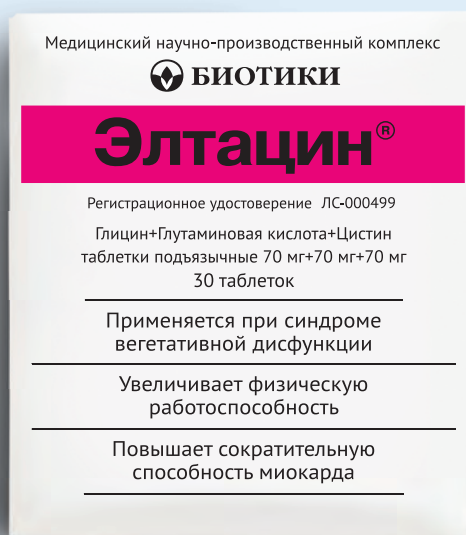 Медицинский научно-производственный комплекс
БИОТИКИ
Элтацин®
Регистрационное удостоверение ЛС-000499
Глицин+Глутаминовая кислота+Цистин
таблетки подъязычные 70 мг+70 мг+70 мг
30 таблеток
Применяется при синдроме
вегетативной дисфункции
Увеличивает физическую
работоспособность
Повышает сократительную
способность миокарда